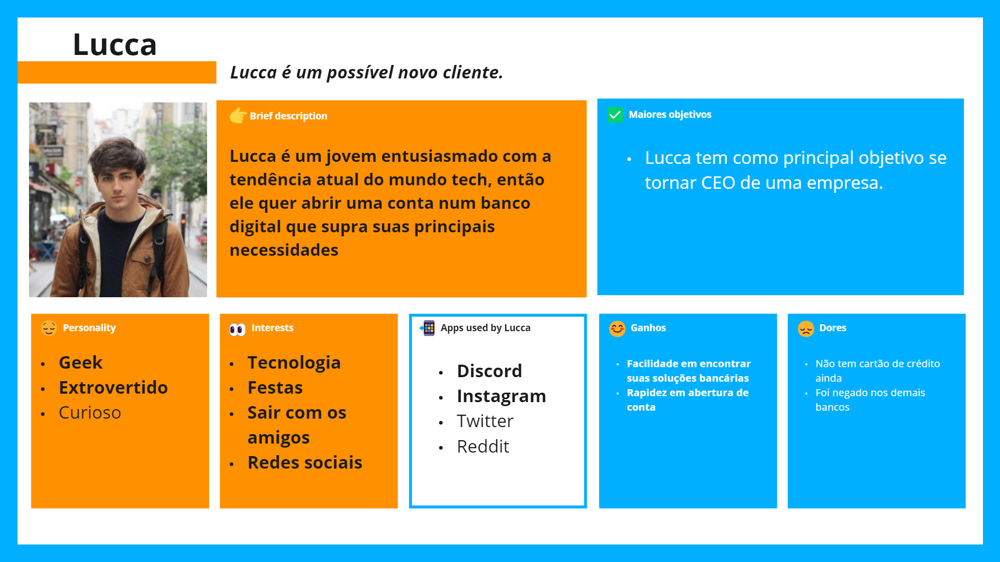 Lucca
Lucca é um possível novo cliente.
Brief description
Lucca é um jovem entusiasmado com a
tendência atual do mundo tech, então
ele quer abrir uma conta num banco
digital que supra suas principais
necessidades
Maiores objetivos
• Lucca tem como principal objetivo se
tornar CEO de uma empresa.
Personality
• Geek
• Extrovertido
• Curioso
Interests
• Tecnologia
• Festas
• Sair com os
amigos
• Redes sociais
Apps used by Lucca
• Discord
• Instagram
• Twitter
• Reddit
Ganhos
• Facilidade em encontrar
suas soluções bancárias
• Rapidez em abertura de
conta
Dores
• Não tem cartão de crédito
ainda
• Foi negado nos demais
bancos